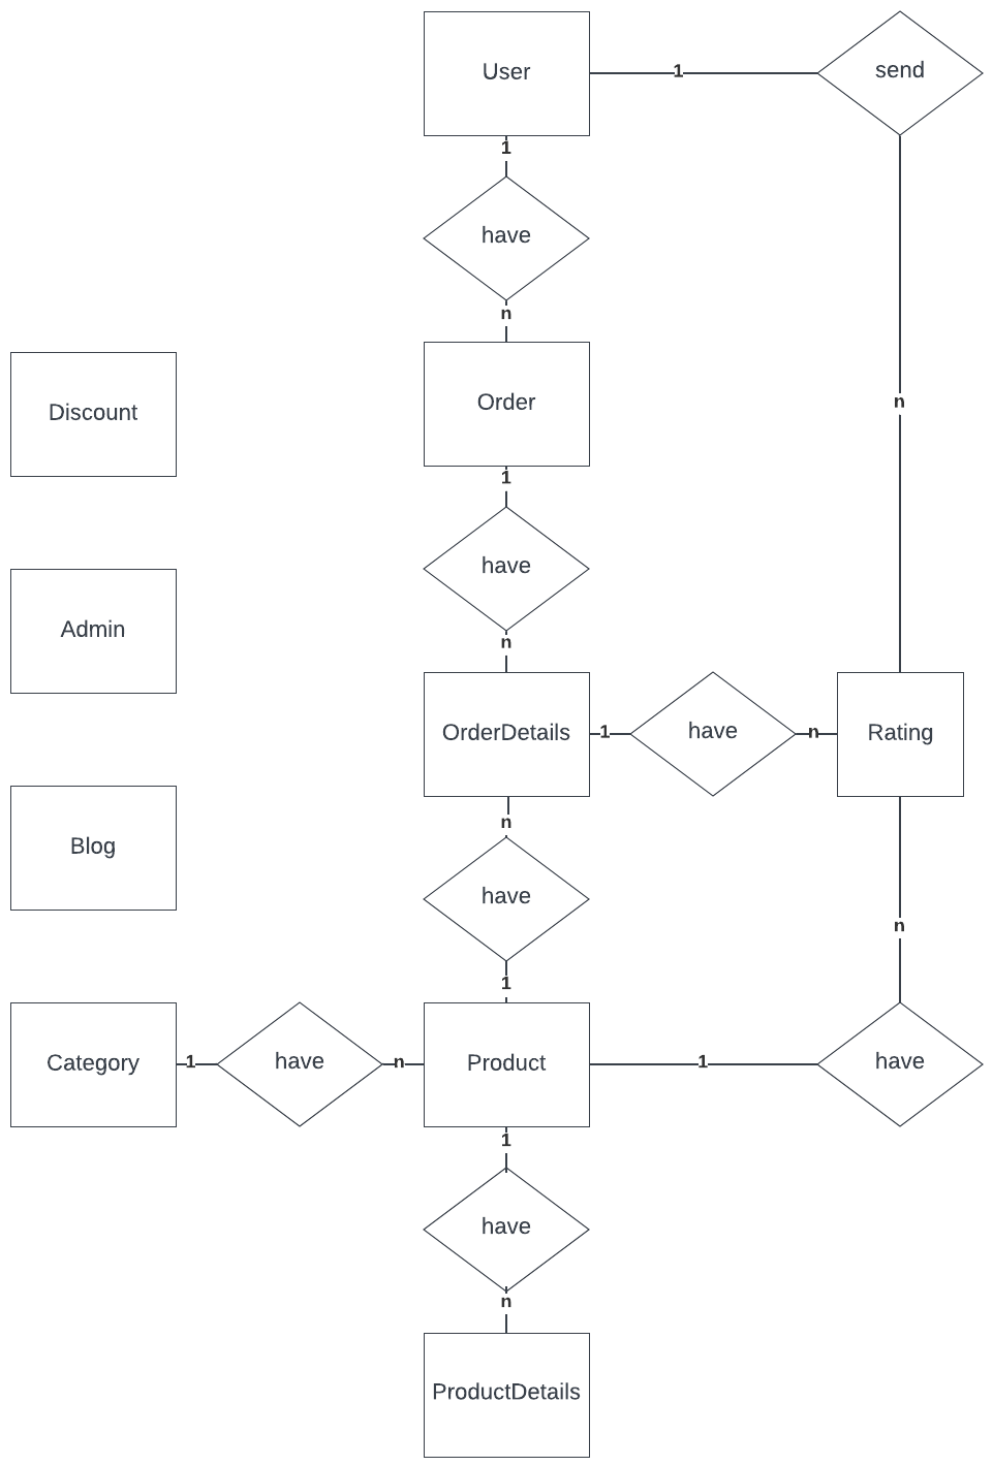 User
1
send
1
have
n
Discount
Order
n
1
have
Admin
n
OrderDetails
1
have
n
Rating
Blog
n
have
n
1
Category
1
have
n
Product
1
have
1
have
n
ProductDetails